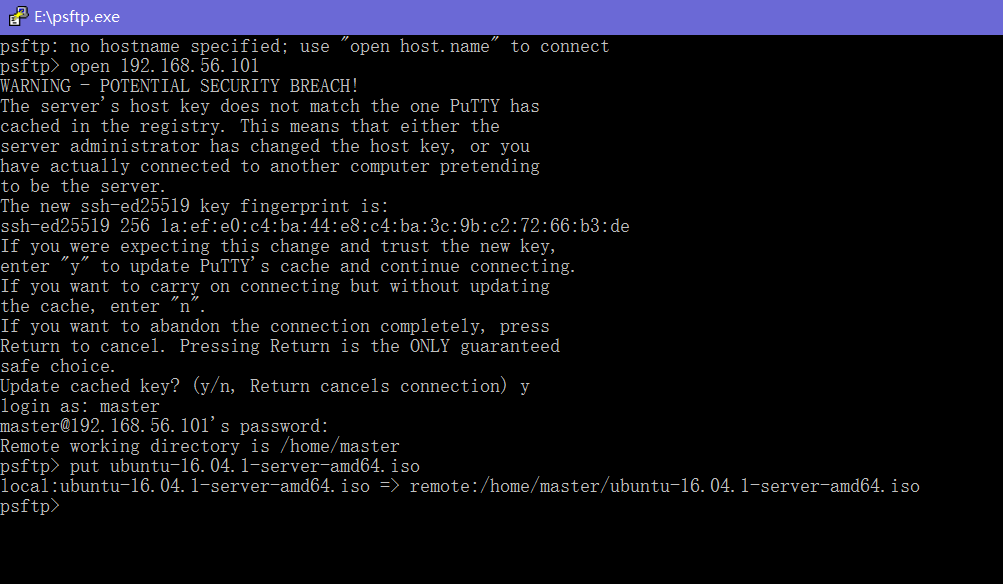 E:\psftp.exe
psftp: no hostname specified; use "open host.name" to connect
psftp> open 192.168.56.101
WARNING - POTENTIAL SECURITY BREACH!
The server's host key does not match the one PuTTY has
cached in the registry. This means that either the
server administrator has changed the host key, or you
have actually connected to another computer pretending
to be the server.
The new ssh-ed25519 key fingerprint is:
ssh-ed25519 256 1a:ef:e0:c4:ba:44:e8:c4:ba:3c:9b:c2:72:66:b3:de
If you were expecting this change and trust the new key,
enter "y" to update PuTTY's cache and continue connecting.
If you want to carry on connecting but without updating
the cache, enter "n".
If you want to abandon the connection completely, press
Return to cancel. Pressing Return is the ONLY guaranteed
safe choice.
Update cached key? (y/n, Return cancels connection) y
login as: master
master@192.168.56.101's password:
Remote working directory is /home/master
psftp> put ubuntu-16.04.1-server-amd64.iso
local:ubuntu-16.04.1-server-amd64.iso => remote:/home/master/ubuntu-16.04.1-server-amd64.iso
psftp>